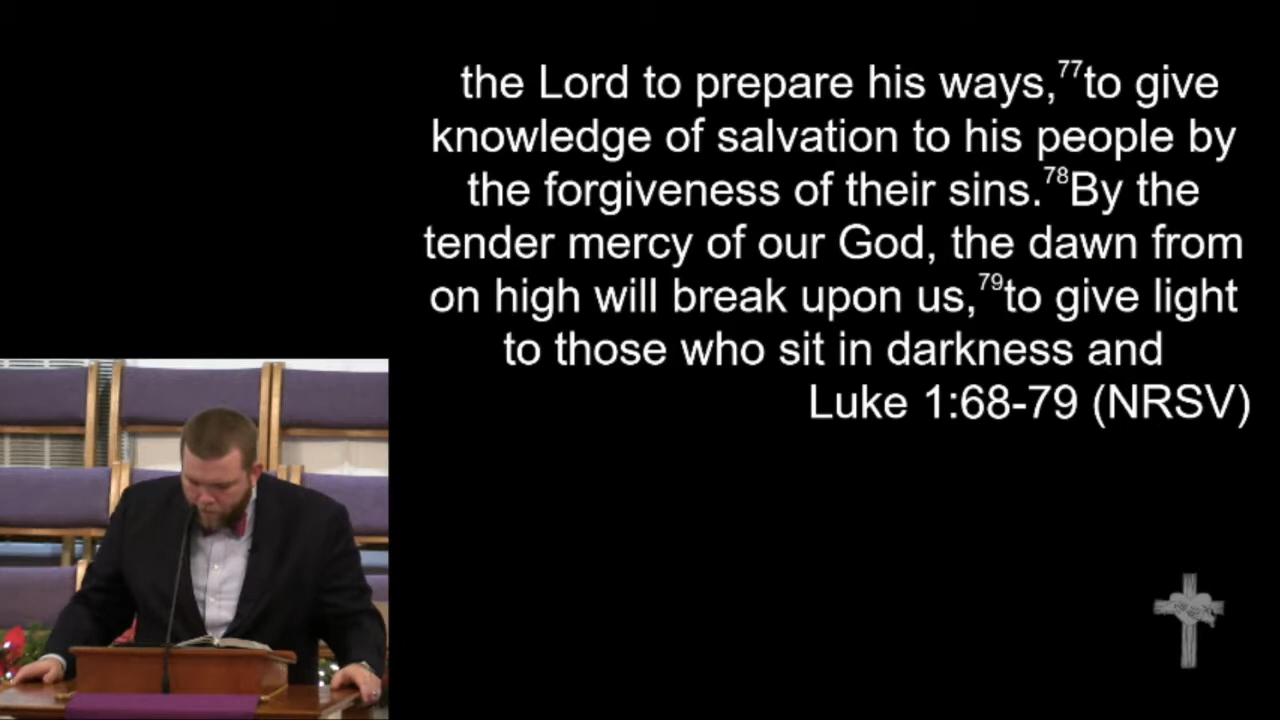 the Lord to prepare his ways,⁷⁷to give
knowledge of salvation to his people by
the forgiveness of their sins.⁷⁸By the
tender mercy of our God, the dawn from
on high will break upon us,⁷⁹to give light
to those who sit in darkness and
Luke 1:68-79 (NRSV)